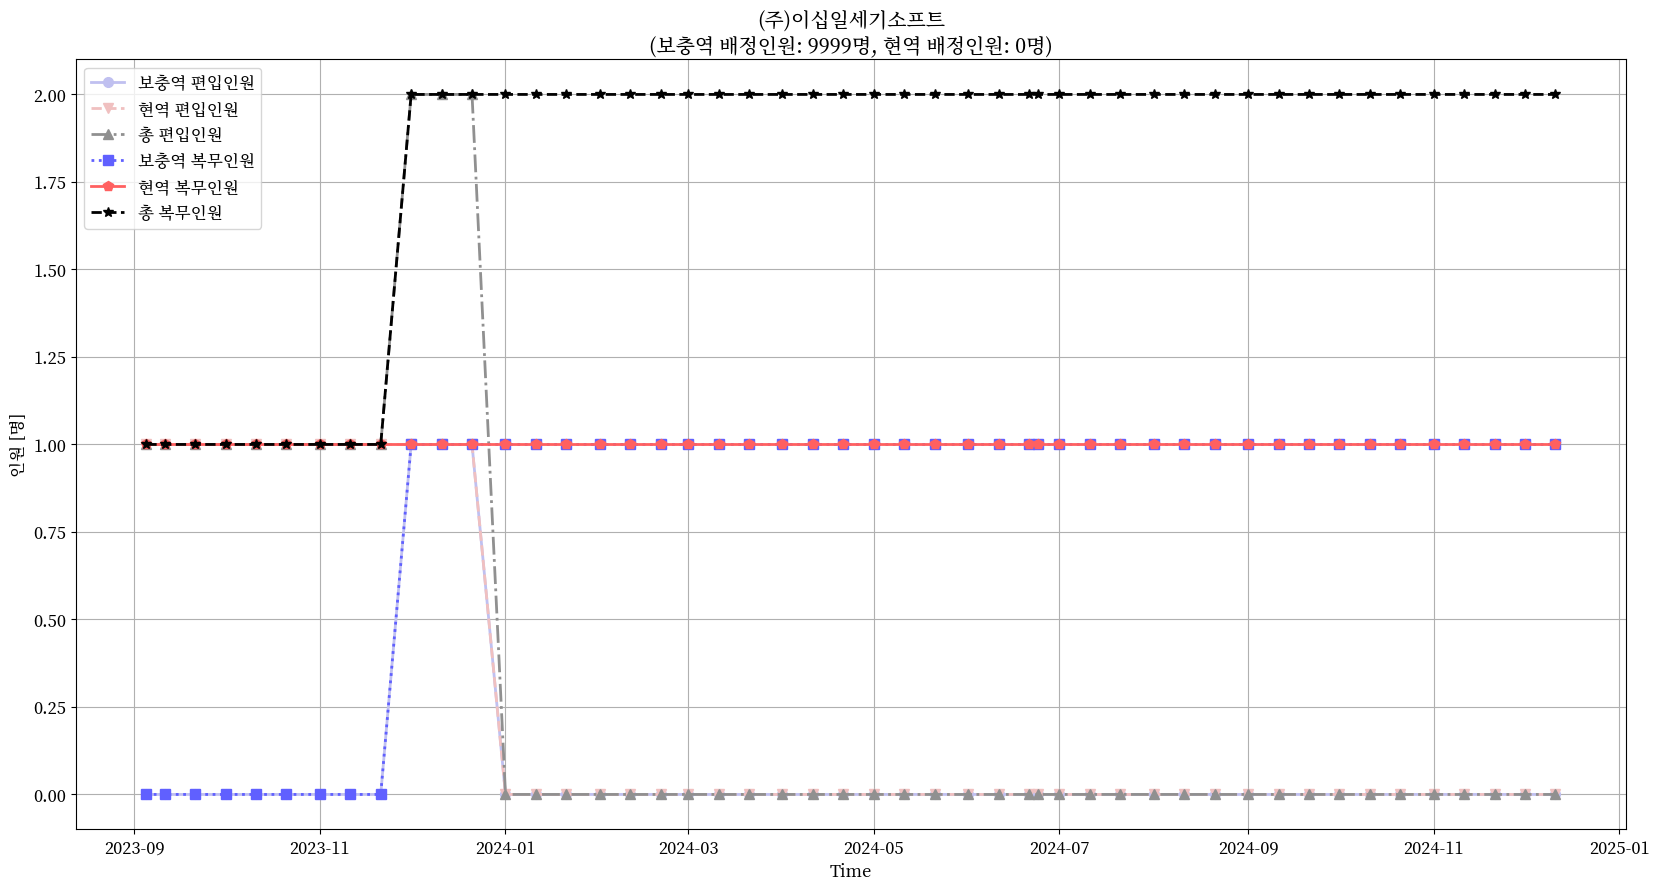 (주)이십일세기소프트
(보충역 배정인원: 9999명, 현역 배정인원: 0명)
보충역 편입인원
현역 편입인원
총 편입인원
보충역 복무인원
현역 복무인원
총 복무인원
인원 [명]
2.00
1.75
1.50
1.25
1.00
0.75
0.50
0.25
0.00
2023-09 2023-11 2024-01 2024-03 2024-05 2024-07 2024-09 2024-11 2025-01
Time